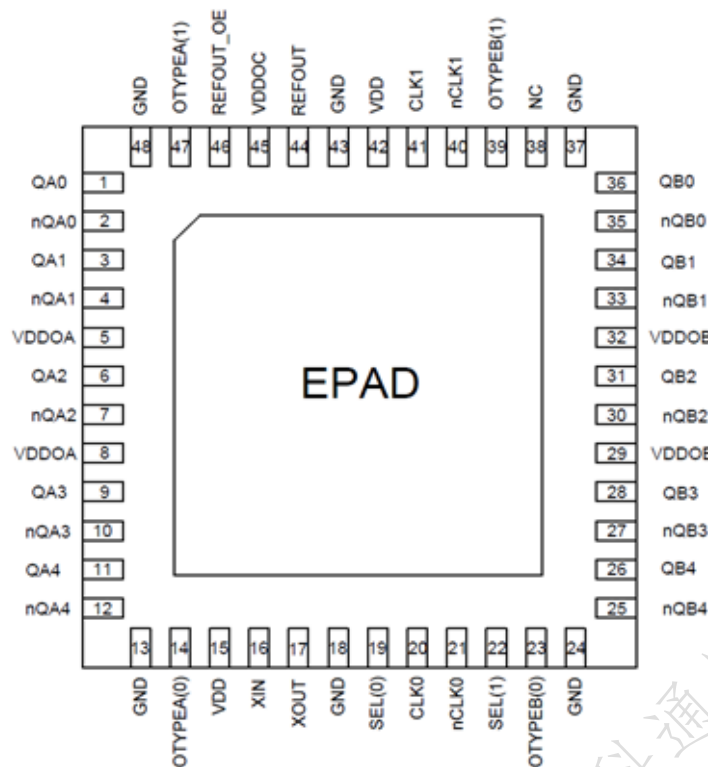 GND OTYPEA(1) REFOUT_OE VDDOC REFOUT GND VDD CLK1 nCLK1 OTYPEB(1) NC GND
48 47 46 45 44 43 42 41 40 39 38 37
QA0 1 36 QB0
nQA0 2 35 nQB0
QA1 3 34 QB1
nQA1 4 33 nQB1
VDDOA 5 32 VDDOB
QA2 6 31 QB2
EPAD
nQA2 7 30 nQB2
VDDOA 8 29 VDDOB
QA3 9 28 QB3
nQA3 10 27 nQB3
QA4 11 26 QB4
nQA4 12 25 nQB4
13 14 15 16 17 18 19 20 21 22 23 24
GND OTYPEA(0) VDD XIN XOUT GND SEL(0) CLK0 nCLK0 SEL(1) OTYPEB(0) GND
通